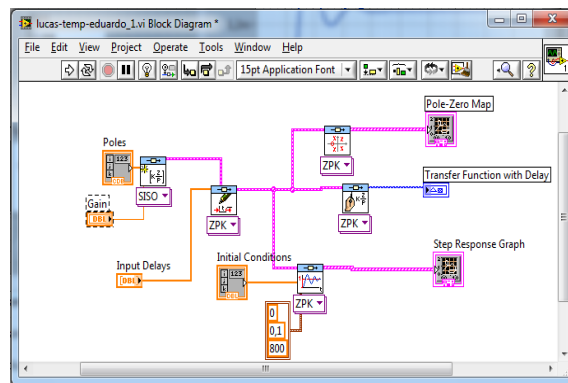 lucas-temp-eduardo_1.vi Block Diagram *
File Edit View Project Operate Tools Window Help
15pt Application Font
Pole-Zero Map
Poles
ZPK
Transfer Function with Delay
SISO
Gain
DBL
ZPK
ZPK
Step Response Graph
Input Delays
Initial Conditions
DBL
ZPK
0
0,1
800